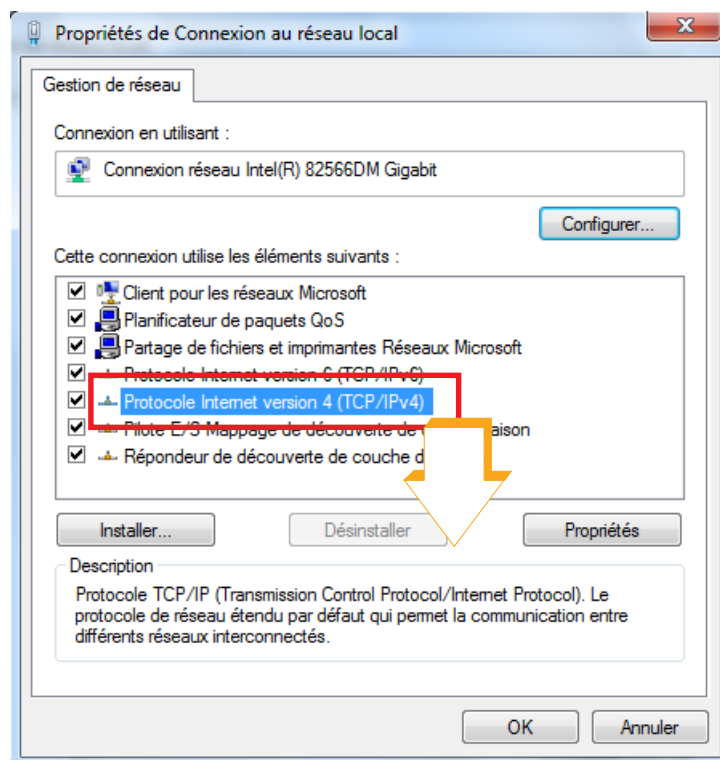 Propriétés de Connexion au réseau local
Gestion de réseau
Connexion en utilisant :
Connexion réseau Intel(R) 82566DM Gigabit
Configurer...
Cette connexion utilise les éléments suivants :
Client pour les réseaux Microsoft
Planificateur de paquets QoS
Partage de fichiers et imprimantes Réseaux Microsoft
Protocole Internet version 6 (TCP/IPv6)
Protocole Internet version 4 (TCP/IPv4)
Pilote E/S Mappage de découverte de aison
Répondeur de découverte de couche d
Installer... Désinstaller Propriétés
Description
Protocole TCP/IP (Transmission Control Protocol/Internet Protocol). Le
protocole de réseau étendu par défaut qui permet la communication entre
différents réseaux interconnectés.
OK Annuler